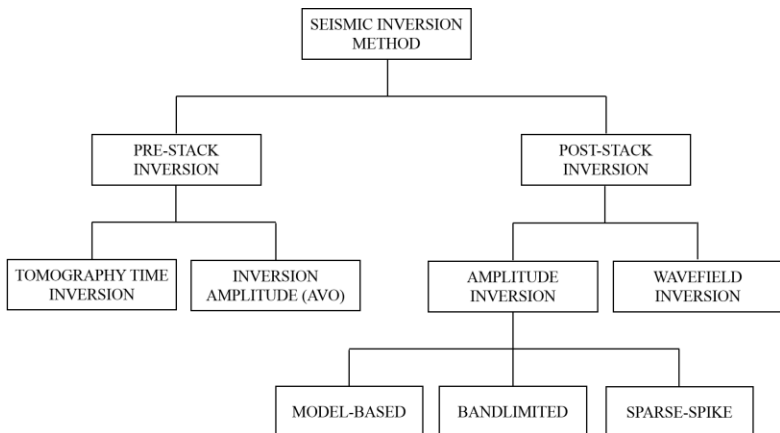 SEISMIC INVERSION
METHOD
PRE-STACK
INVERSION
POST-STACK
INVERSION
TOMOGRAPHY TIME
INVERSION
INVERSION
AMPLITUDE (AVO)
AMPLITUDE
INVERSION
WAVEFIELD
INVERSION
MODEL-BASED
BANDLIMITED
SPARSE-SPIKE